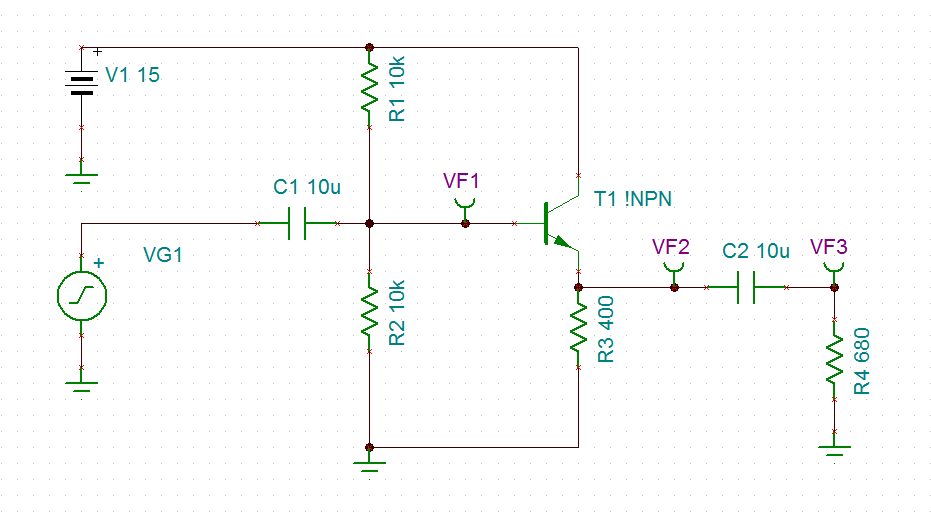 +
V1 15
R1 10k
C1 10u
VF1
T1 !NPN
VG1
+
VF2
C2 10u
VF3
R2 10k
R3 400
R4 680